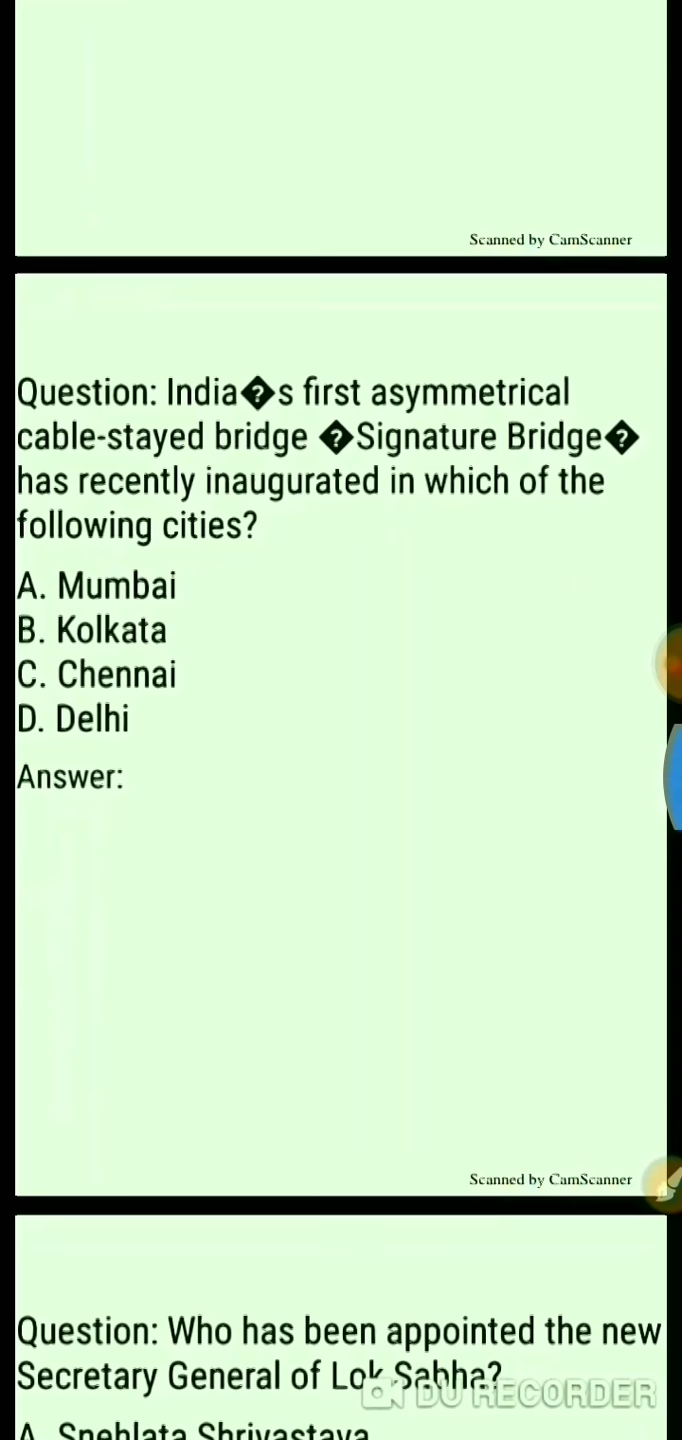 Scanned by CamScanner
Question: India�s first asymmetrical
cable-stayed bridge �Signature Bridge�
has recently inaugurated in which of the
following cities?
A. Mumbai
B. Kolkata
C. Chennai
D. Delhi
Answer:
Scanned by CamScanner
Question: Who has been appointed the new
Secretary General of Lok Sabha?
DU RECORDER
A. Snehlata Shrivastava